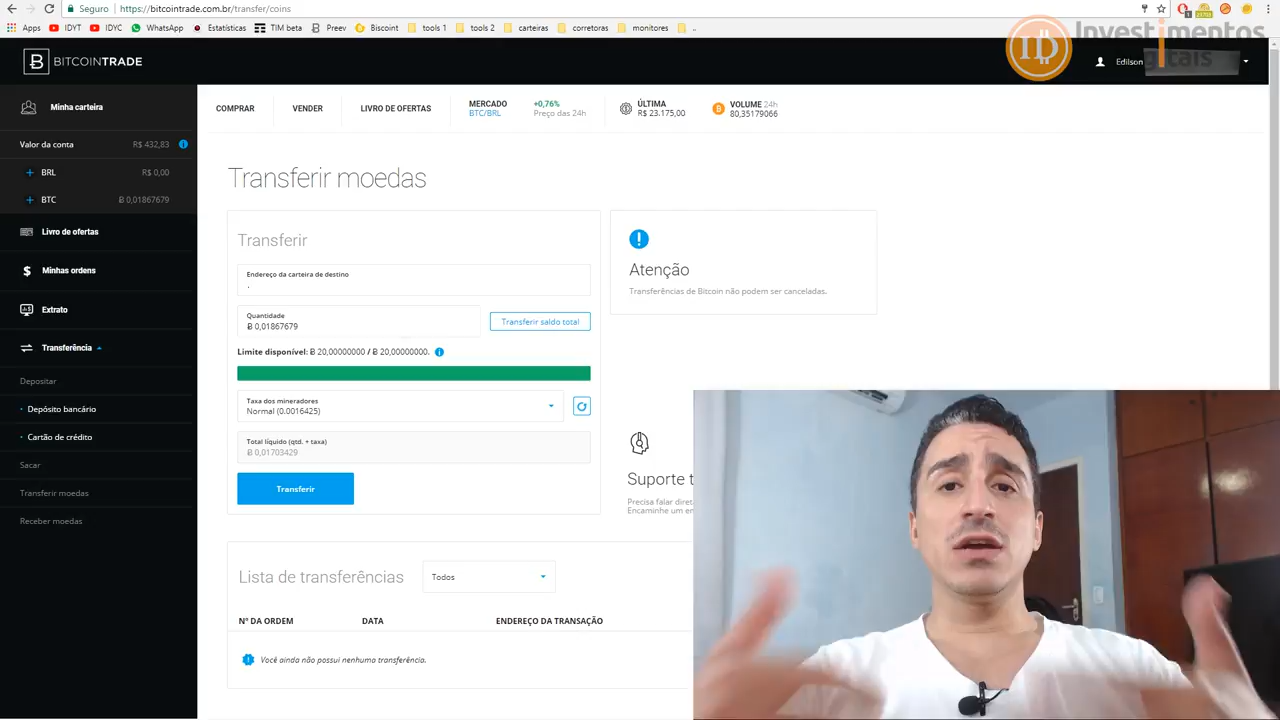 Seguro
https://bitcointrade.com.br/transfer/coins
Apps
IDYT
IDYC
WhatsApp
Estatísticas
TIM beta
Preev
Biscoint
tools 1
tools 2
carteiras
corretoras
monitores
..
Investimentos
BITCOINTRADE
Edilson
Minha carteira
Valor da conta R$ 432,83
BRL R$ 0,00
BTC Ƀ 0,01867679
Livro de ofertas
Minhas ordens
Extrato
Transferência
Depositar
Depósito bancário
Cartão de crédito
Sacar
Transferir moedas
Receber moedas
COMPRAR
VENDER
LIVRO DE OFERTAS
MERCADO
BTC/BRL
+0,76%
Preço das 24h
ÚLTIMA
R$ 23.175,00
VOLUME 24h
80,35179066
Transferir moedas
Transferir
Endereço da carteira de destino
.
Quantidade
Ƀ 0,01867679
Transferir saldo total
Limite disponível: Ƀ 20,00000000 / Ƀ 20,00000000.
Taxa dos mineradores
Normal (0.0016425)
Total líquido (qtd. + taxa)
Ƀ 0,01703429
Transferir
Atenção
Transferências de Bitcoin não podem ser canceladas.
Suporte t
Precisa falar diret
Encaminhe um en
Lista de transferências
Todos
Nº DA ORDEM
DATA
ENDEREÇO DA TRANSAÇÃO
Você ainda não possui nenhuma transferência.